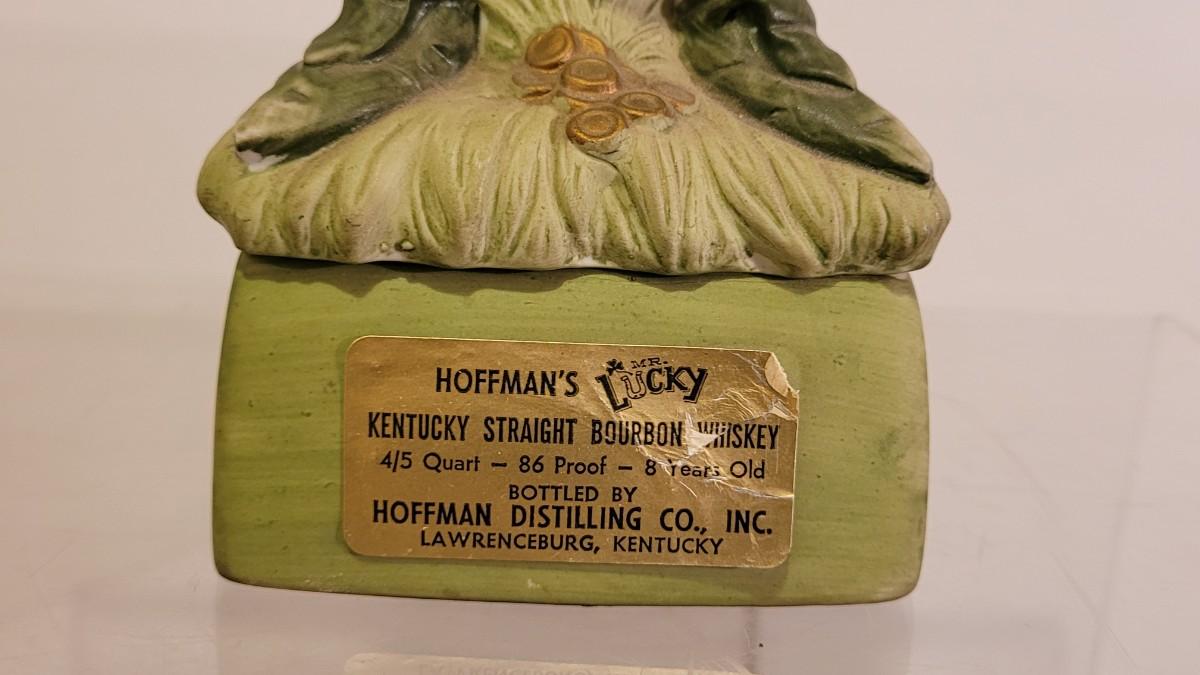 HOFFMAN'S MR. LUCKY
KENTUCKY STRAIGHT BOURBON WHISKEY
4/5 Quart — 86 Proof — 8 Years Old
BOTTLED BY
HOFFMAN DISTILLING CO., INC.
LAWRENCEBURG, KENTUCKY